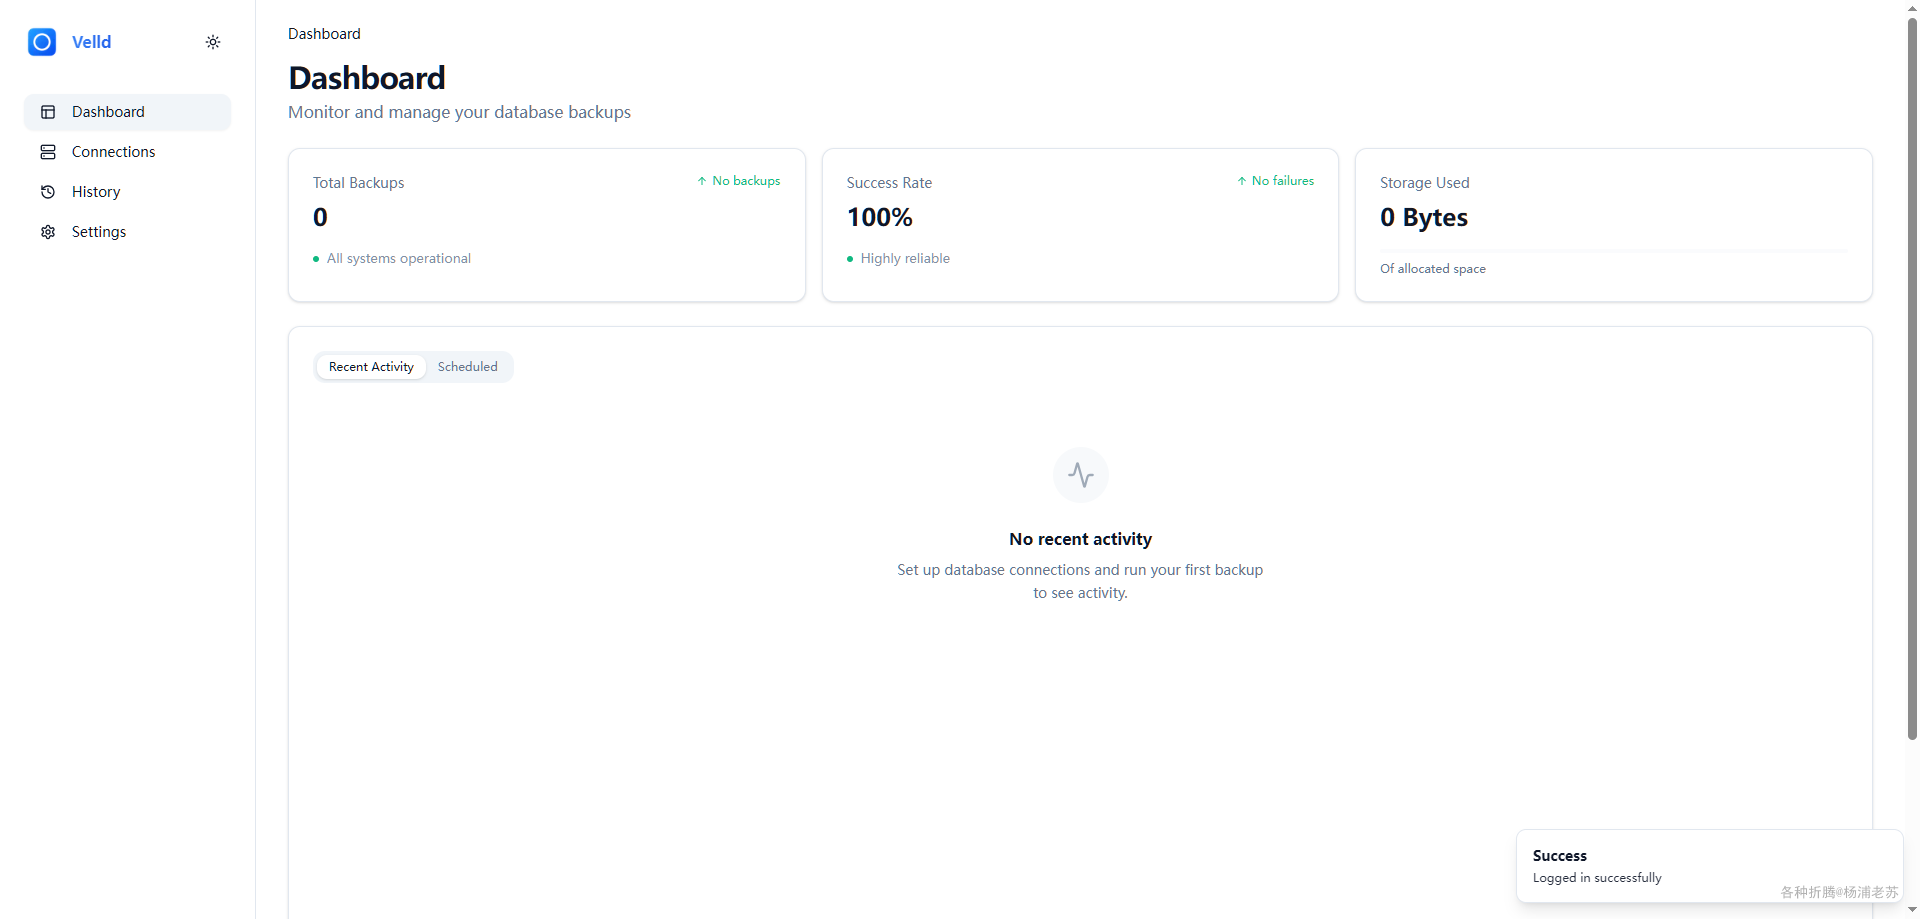 Velld
Dashboard
Connections
History
Settings
Dashboard
Dashboard
Monitor and manage your database backups
Total Backups
No backups
0
All systems operational
Success Rate
No failures
100%
Highly reliable
Storage Used
0 Bytes
Of allocated space
Recent Activity
Scheduled
No recent activity
Set up database connections and run your first backup
to see activity.
Success
Logged in successfully
各种折腾@杨浦老苏